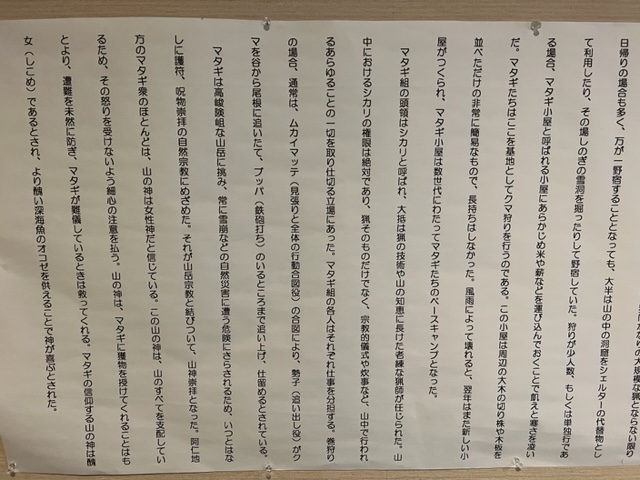 大規模な猟とならない限り
日帰りの場合も多く、万が一野宿することとなっても、大半は山の中の洞窟をシェルターの代替物とし
て利用したり、その場しのぎの雪洞を掘ったりして野宿していた。狩りが少人数、もしくは単独行であ
る場合、マタギ小屋と呼ばれる小屋にあらかじめ米や薪などを運び込んでおくことで飢えと寒さを凌い
だ。マタギたちはここを基地としてクマ狩りを行うのである。この小屋は周辺の大木の切り株や木板を
並べただけの非常に簡易なもので、長持ちはしなかった。風雨によって壊れると、翌年はまた新しい小
屋がつくられ、マタギ小屋は数世代にわたってマタギたちのベースキャンプとなった。
マタギ組の頭領はシカリと呼ばれ、大抵は猟の技術や山の知恵に長けた老練な猟師が任じられた。山
中におけるシカリの権限は絶対であり、猟そのものだけでなく、宗教的儀式や炊事など、山中で行われ
るあらゆることの一切を取り仕切る立場にあった。マタギ組の各人はそれぞれ仕事を分担する。巻狩り
の場合、通常は、ムカイマッテ（見張りと全体の行動合図役）の合図により、勢子（追い出し役）がク
マを谷から尾根に追いたて、ブッパ（鉄砲打ち）のいるところまで追い上げ、仕留めるとされている。
マタギは高峻険岨な山岳に挑み、常に雪崩などの自然災害に遭う危険にさらされるため、いつとはな
しに護符、呪物崇拝の自然宗教にめざめた。それが山岳宗教と結びついて、山神崇拝となった。阿仁地
方のマタギ衆のほとんどは、山の神は女性神だと信じている。この山の神は、山のすべてを支配してい
るため、その怒りを受けないよう細心の注意を払う。山の神は、マタギに獲物を授けてくれることはも
とより、遭難を未然に防ぎ、マタギが難儀しているときは救ってくれる。マタギの信仰する山の神は醜
女（しこめ）であるとされ、より醜い深海魚のオコゼを供えることで神が喜ぶとされた。